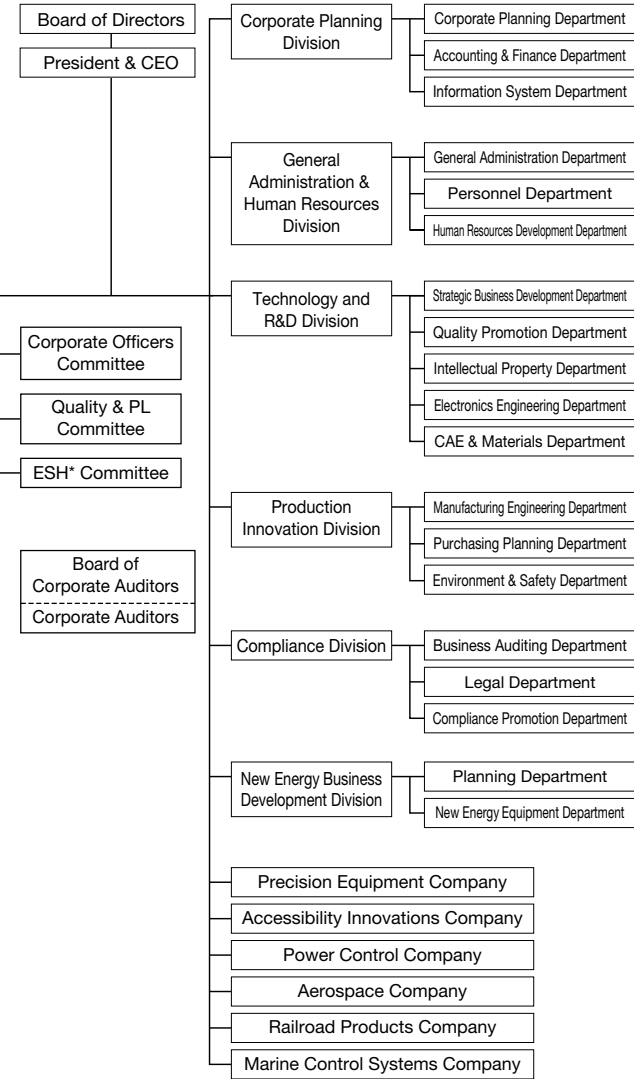 Board of Directors
President & CEO
Corporate Officers
Committee
Quality & PL
Committee
ESH* Committee
Board of
Corporate Auditors
Corporate Auditors
Corporate Planning
Division
Corporate Planning Department
Accounting & Finance Department
Information System Department
General
Administration &
Human Resources
Division
General Administration Department
Personnel Department
Human Resources Development Department
Technology and
R&D Division
Strategic Business Development Department
Quality Promotion Department
Intellectual Property Department
Electronics Engineering Department
CAE & Materials Department
Production
Innovation Division
Manufacturing Engineering Department
Purchasing Planning Department
Environment & Safety Department
Compliance Division
Business Auditing Department
Legal Department
Compliance Promotion Department
New Energy Business
Development Division
Planning Department
New Energy Equipment Department
Precision Equipment Company
Accessibility Innovations Company
Power Control Company
Aerospace Company
Railroad Products Company
Marine Control Systems Company